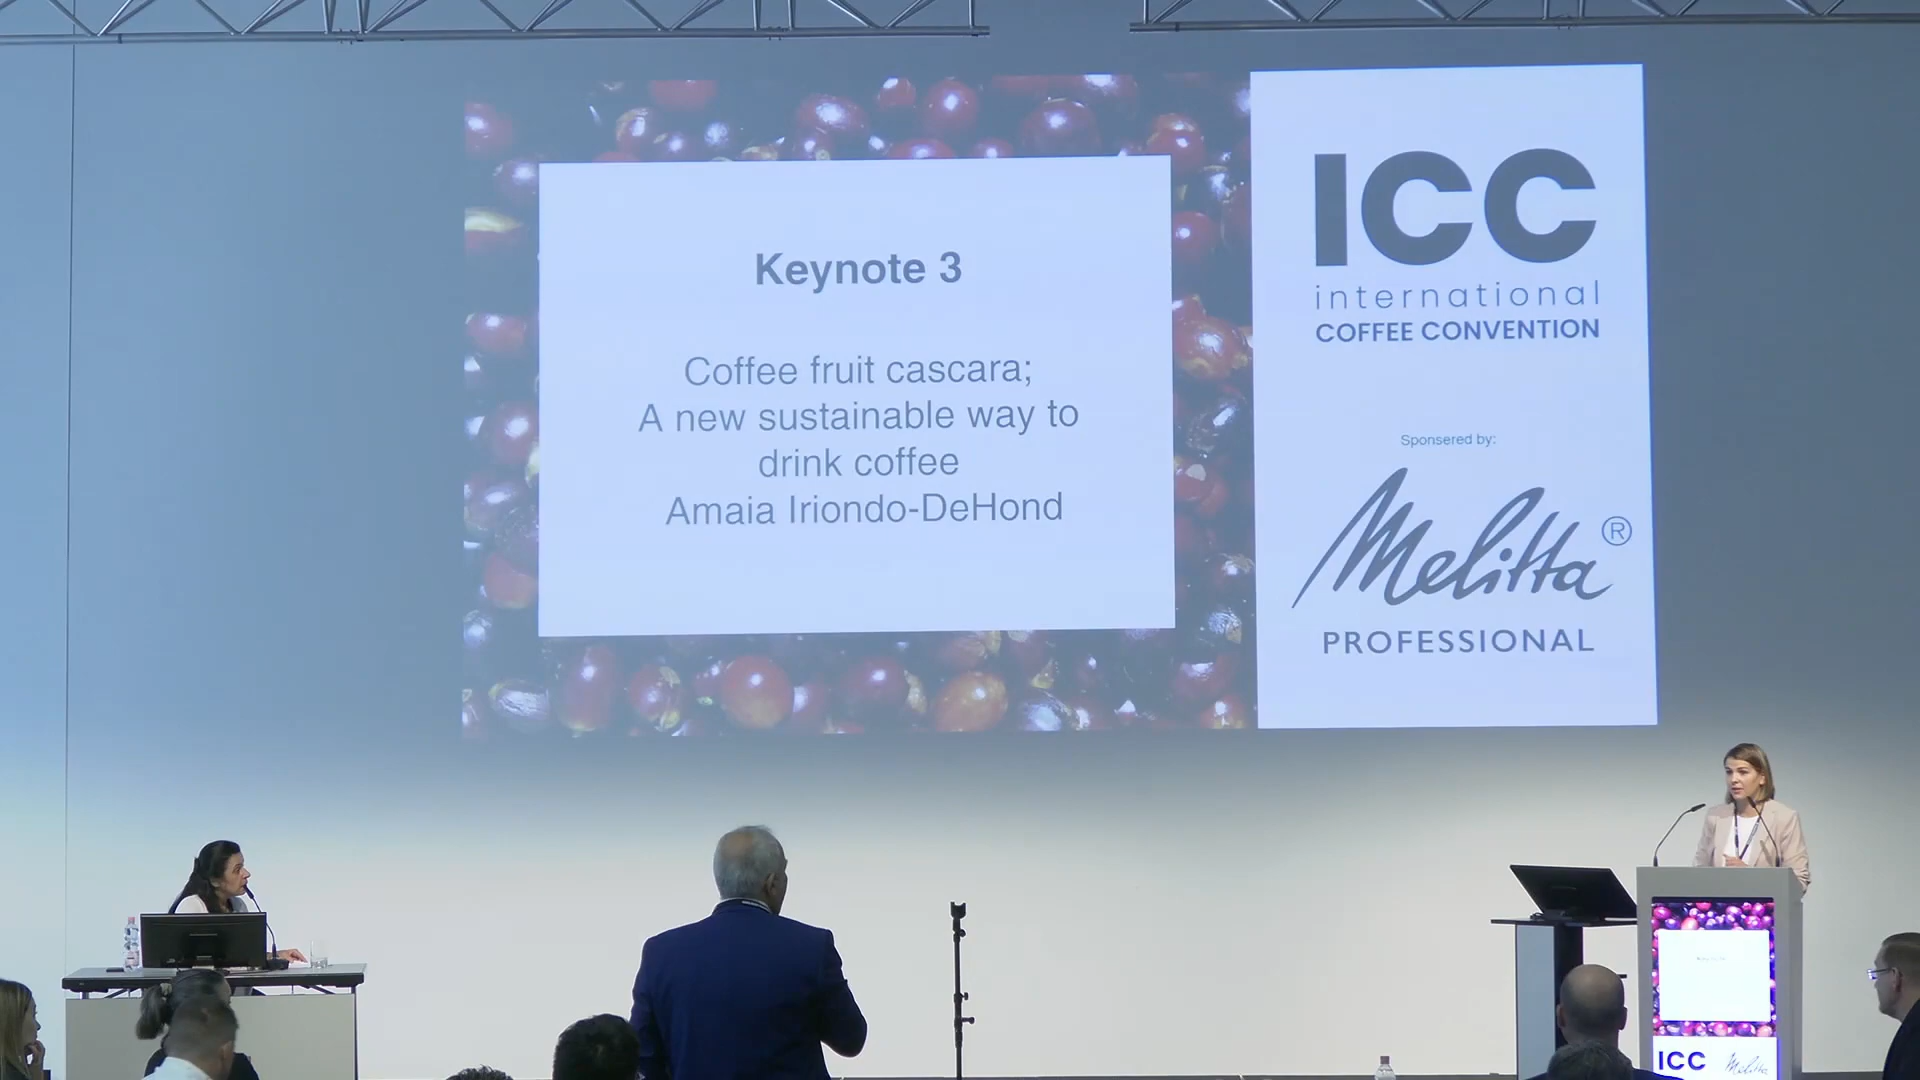 Keynote 3
Coffee fruit cascara;
A new sustainable way to
drink coffee
Amaia Iriondo-DeHond
ICC
international
COFFEE CONVENTION
Sponsered by:
Melitta®
PROFESSIONAL
ICC
Melitta